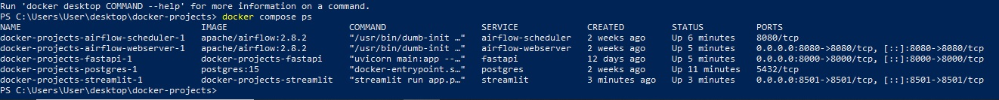 Run 'docker desktop COMMAND --help' for more information on a command.
PS C:\Users\User\desktop\docker-projects> docker compose ps
NAME IMAGE COMMAND SERVICE CREATED STATUS PORTS
docker-projects-airflow-scheduler-1 apache/airflow:2.8.2 "/usr/bin/dumb-init …" airflow-scheduler 2 weeks ago Up 6 minutes 8080/tcp
docker-projects-airflow-webserver-1 apache/airflow:2.8.2 "/usr/bin/dumb-init …" airflow-webserver 2 weeks ago Up 5 minutes 0.0.0.0:8080->8080/tcp, [::]:8080->8080/tcp
docker-projects-fastapi-1 docker-projects-fastapi "uvicorn main:app --…" fastapi 12 days ago Up 5 minutes 0.0.0.0:8000->8000/tcp, [::]:8000->8000/tcp
docker-projects-postgres-1 postgres:15 "docker-entrypoint.s…" postgres 2 weeks ago Up 11 minutes 5432/tcp
docker-projects-streamlit-1 docker-projects-streamlit "streamlit run app.p…" streamlit 3 minutes ago Up 3 minutes 0.0.0.0:8501->8501/tcp, [::]:8501->8501/tcp
PS C:\Users\User\desktop\docker-projects>